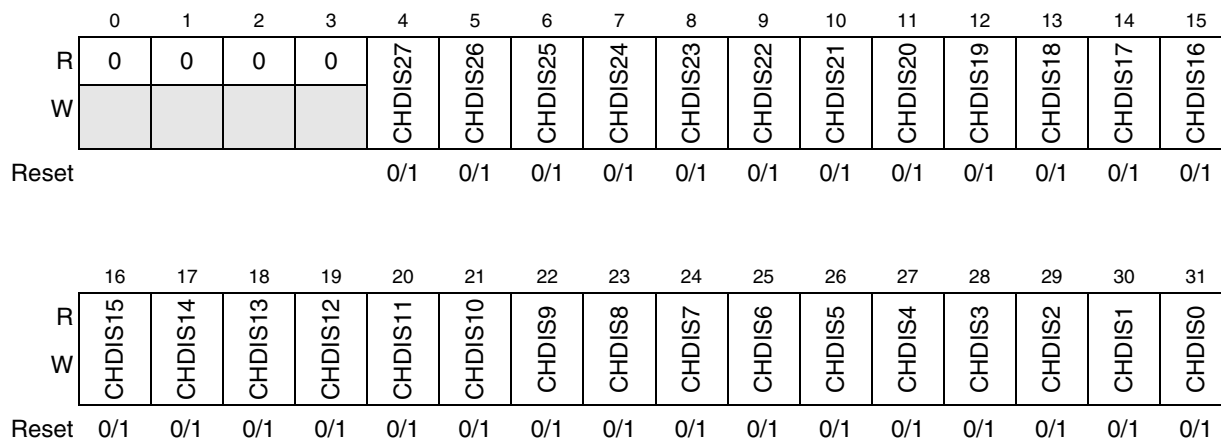 0 1 2 3 4 5 6 7 8 9 10 11 12 13 14 15
R 0 0 0 0 CHDIS27 CHDIS26 CHDIS25 CHDIS24 CHDIS23 CHDIS22 CHDIS21 CHDIS20 CHDIS19 CHDIS18 CHDIS17 CHDIS16
W
Reset 0/1 0/1 0/1 0/1 0/1 0/1 0/1 0/1 0/1 0/1 0/1 0/1
16 17 18 19 20 21 22 23 24 25 26 27 28 29 30 31
R CHDIS15 CHDIS14 CHDIS13 CHDIS12 CHDIS11 CHDIS10 CHDIS9 CHDIS8 CHDIS7 CHDIS6 CHDIS5 CHDIS4 CHDIS3 CHDIS2 CHDIS1 CHDIS0
W
Reset 0/1 0/1 0/1 0/1 0/1 0/1 0/1 0/1 0/1 0/1 0/1 0/1 0/1 0/1 0/1 0/1